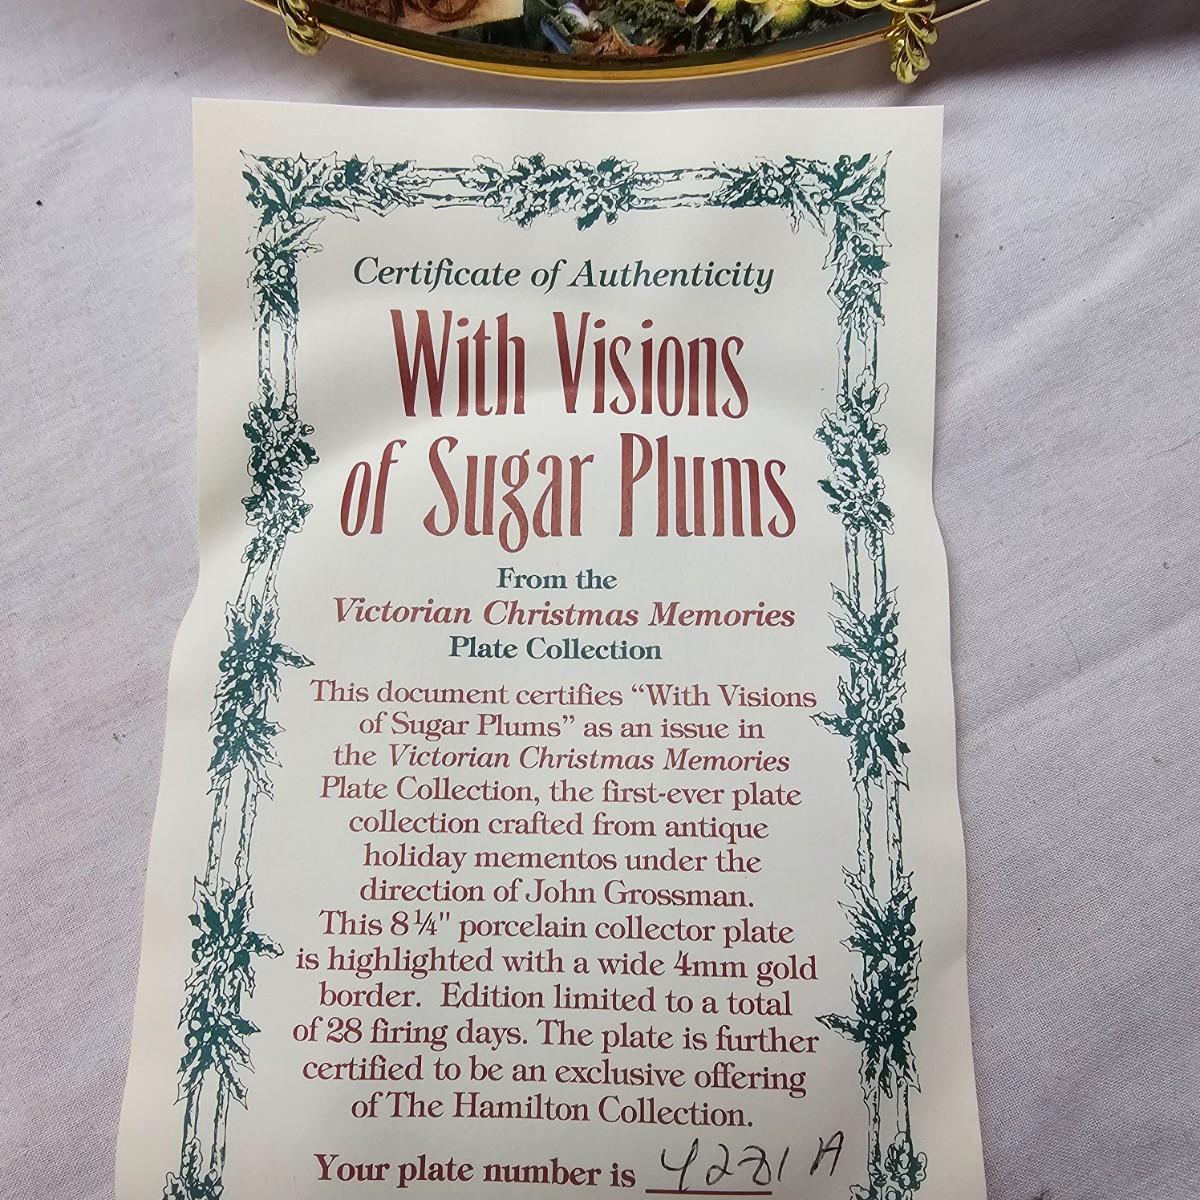 Certificate of Authenticity
With Visions
of Sugar Plums
From the
Victorian Christmas Memories
Plate Collection
This document certifies “With Visions
of Sugar Plums” as an issue in
the Victorian Christmas Memories
Plate Collection, the first-ever plate
collection crafted from antique
holiday mementos under the
direction of John Grossman.
This 8¼" porcelain collector plate
is highlighted with a wide 4mm gold
border. Edition limited to a total
of 28 firing days. The plate is further
certified to be an exclusive offering
of The Hamilton Collection.
Your plate number is